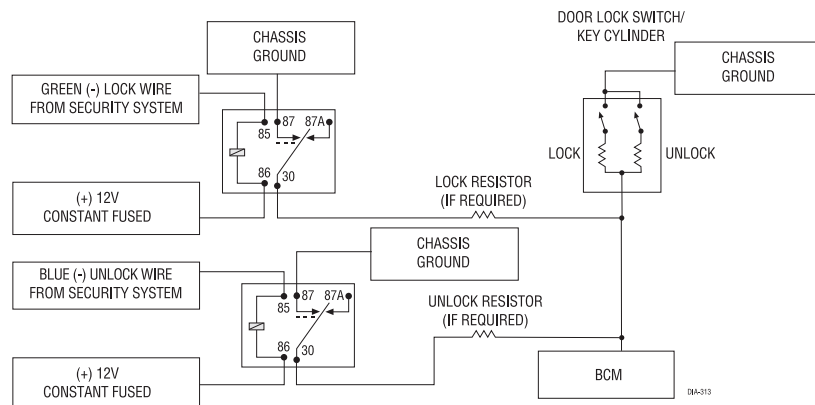 CHASSIS
GROUND
GREEN (-) LOCK WIRE
FROM SECURITY SYSTEM
87 87A
85
86
30
(+) 12V
CONSTANT FUSED
DOOR LOCK SWITCH/
KEY CYLINDER
CHASSIS
GROUND
LOCK
UNLOCK
LOCK RESISTOR
(IF REQUIRED)
CHASSIS
GROUND
BLUE (-) UNLOCK WIRE
FROM SECURITY SYSTEM
87 87A
85
86
30
UNLOCK RESISTOR
(IF REQUIRED)
(+) 12V
CONSTANT FUSED
BCM
DIA-313